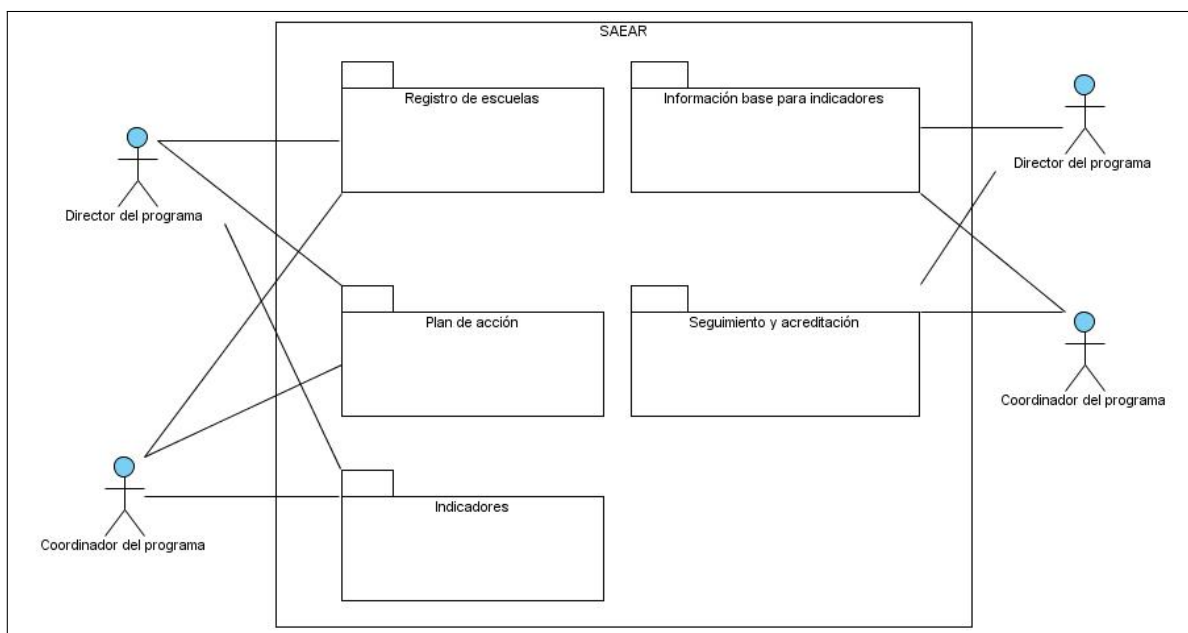 SAEAR
Registro de escuelas
Información base para indicadores
Director del programa
Director del programa
Plan de acción
Seguimiento y acreditación
Coordinador del programa
Indicadores
Coordinador del programa